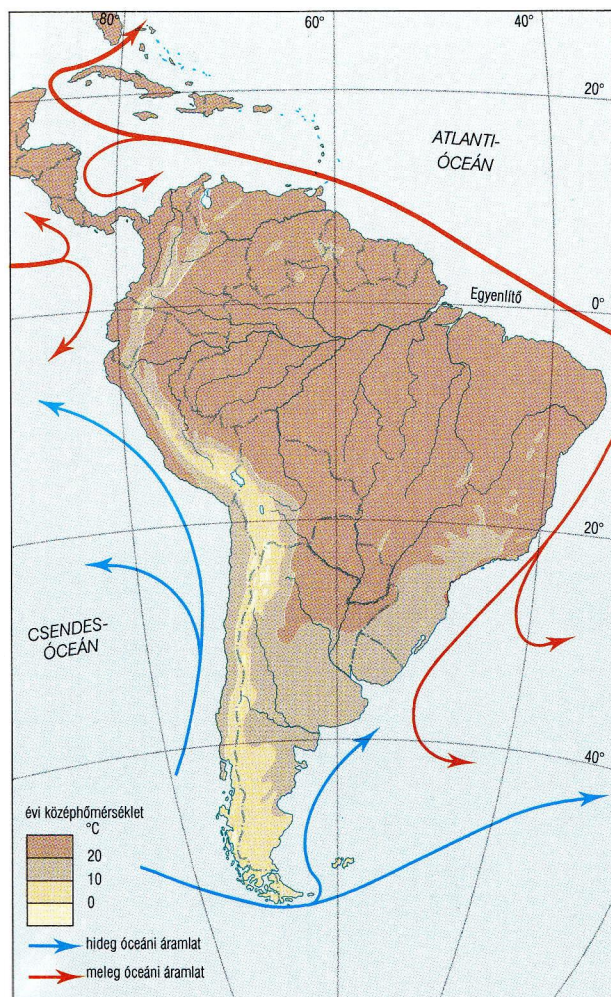 80°
60°
40°
20°
ATLANTI-
ÓCEÁN
Egyenlítő
0°
20°
CSENDES-
ÓCEÁN
40°
évi középhőmérséklet
°C
20
10
0
hideg óceáni áramlat
meleg óceáni áramlat